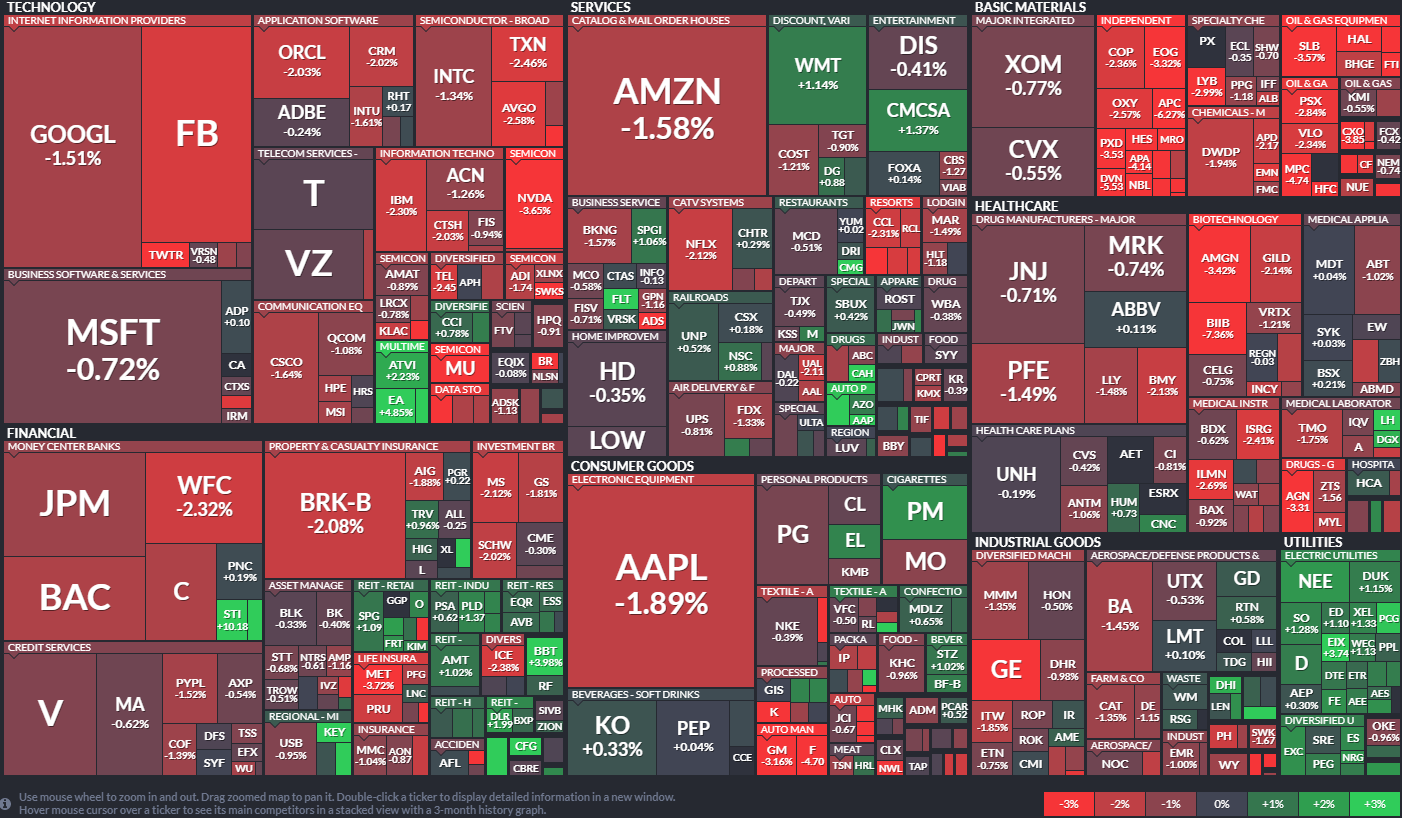 TECHNOLOGY
INTERNET INFORMATION PROVIDERS
GOOGL
-1.51%
FB
TWTR
VRSN
-0.48
APPLICATION SOFTWARE
ORCL
-2.03%
CRM
-2.02%
ADBE
-0.24%
INTU
-1.61%
RHT
+0.17
SEMICONDUCTOR - BROAD
INTC
-1.34%
TXN
-2.46%
AVGO
-2.58%
TELECOM SERVICES -
T
VZ
INFORMATION TECHNO
IBM
-2.30%
ACN
-1.26%
CTSH
-2.03%
FIS
-0.94%
SEMICON
NVDA
-3.65%
BUSINESS SOFTWARE & SERVICES
MSFT
-0.72%
ADP
+0.10
CA
CTXS
IRM
COMMUNICATION EQ
CSCO
-1.64%
QCOM
-1.08%
HPE
HRS
MSI
SEMICON
AMAT
-0.89%
LRCX
-0.78%
KLAC
DIVERSIFIED
TEL
-2.45
APH
SEMICON
ADI
-1.74
XLNX
SWKS
DIVERSIFIE
CCI
+0.78%
SCIEN
FTV
HPQ
-0.91
MULTIME
ATVI
+2.23%
EA
+4.85%
SEMICON
MU
DATA STO
EQIX
-0.08%
BR
NLSN
ADSK
-1.13
SERVICES
CATALOG & MAIL ORDER HOUSES
AMZN
-1.58%
DISCOUNT, VARI
WMT
+1.14%
COST
-1.21%
TGT
-0.90%
DG
+0.88
ENTERTAINMENT
DIS
-0.41%
CMCSA
+1.37%
FOXA
+0.14%
CBS
-1.27
VIAB
BUSINESS SERVICE
BKNG
-1.57%
SPGI
+1.06%
MCO
-0.58%
CTAS
INFO
-0.13
FLT
GPN
-1.16
FISV
-0.71%
VRSK
ADS
CATV SYSTEMS
NFLX
-2.12%
CHTR
+0.29%
RESTAURANTS
MCD
-0.51%
YUM
+0.02
DRI
CMG
RESORTS
CCL
-2.31%
RCL
LODGIN
MAR
-1.49%
HLT
-1.18
HOME IMPROVEM
HD
-0.35%
LOW
RAILROADS
UNP
+0.52%
CSX
+0.18%
NSC
+0.88%
AIR DELIVERY & F
UPS
-0.81%
FDX
-1.33%
DEPART
TJX
-0.49%
KSS
M
SPECIAL
SBUX
+0.42%
APPARE
ROST
JWN
DRUG
WBA
-0.38%
MAJOR
DAL
-0.22
UAL
-2.11
AAL
DRUGS
ABC
CAH
INDUST
FOOD
SYY
AUTO P
AZO
AAP
CPRT
KMX
KR
-0.39
SPECIAL
ULTA
REGION
LUV
TIF
BBY
BASIC MATERIALS
MAJOR INTEGRATED
XOM
-0.77%
CVX
-0.55%
INDEPENDENT
COP
-2.36%
EOG
-3.32%
OXY
-2.57%
APC
-6.27%
PXD
-3.53
HES
MRO
APA
-4.14
DVN
-5.53
NBL
SPECIALTY CHE
PX
ECL
-0.35
SHW
-0.70
LYB
-2.99%
PPG
-1.18
IFF
ALB
CHEMICALS - M
DWDP
-1.94%
APD
-2.17
EMN
FMC
OIL & GAS EQUIPMEN
SLB
-3.57%
HAL
BHGE
FTI
OIL & GA
PSX
-2.84%
VLO
-2.34%
MPC
-4.74
HFC
OIL & GAS
KMI
-0.55%
CXO
-3.85
FCX
-0.42
CF
NEM
-0.74
NUE
HEALTHCARE
DRUG MANUFACTURERS - MAJOR
JNJ
-0.71%
MRK
-0.74%
ABBV
+0.11%
PFE
-1.49%
LLY
-1.48%
BMY
-2.13%
BIOTECHNOLOGY
AMGN
-3.42%
GILD
-2.14%
BIIB
-7.36%
VRTX
-1.21%
REGN
-0.03
CELG
-0.75%
INCY
MEDICAL APPLIA
MDT
+0.04%
ABT
-1.02%
SYK
+0.03%
EW
ZBH
BSX
+0.21%
ABMD
HEALTH CARE PLANS
UNH
-0.19%
CVS
-0.42%
AET
CI
-0.81%
ANTM
-1.06%
HUM
+0.73
ESRX
CNC
MEDICAL INSTR
BDX
-0.62%
ISRG
-2.41%
ILMN
-2.69%
WAT
BAX
-0.92%
MEDICAL LABORATOR
TMO
-1.75%
IQV
LH
A
DGX
DRUGS - G
AGN
-3.31
ZTS
-1.56
MYL
HOSPITA
HCA
FINANCIAL
MONEY CENTER BANKS
JPM
WFC
-2.32%
BAC
C
PNC
+0.19%
STI
+10.18
PROPERTY & CASUALTY INSURANCE
BRK-B
-2.08%
AIG
-1.88%
PGR
+0.22
TRV
+0.96%
ALL
-0.25
HIG
XL
L
INVESTMENT BR
MS
-2.12%
GS
-1.81%
SCHW
-2.02%
CME
-0.30%
CREDIT SERVICES
V
MA
-0.62%
PYPL
-1.52%
AXP
-0.54%
COF
-1.39%
DFS
SYF
TSS
EFX
WU
ASSET MANAGE
BLK
-0.33%
BK
-0.40%
STT
-0.68%
NTRS
-0.61
AMP
-1.16
TROW
-0.51%
IVZ
REIT - RETAI
SPG
+1.09
GGP
O
FRT
KIM
REIT - INDU
PSA
+0.62
PLD
+1.37
REIT - RES
EQR
ESS
AVB
LIFE INSURA
MET
-3.72%
PFG
LNC
PRU
REIT -
AMT
+1.02%
DIVERS
ICE
-2.38%
BBT
+3.98%
RF
REGIONAL - MI
USB
-0.95%
KEY
INSURANCE
MMC
-1.04%
AON
-0.87
REIT - H
REIT -
DLR
+1.99
BXP
SIVB
ZION
ACCIDEN
AFL
CFG
CBRE
CONSUMER GOODS
ELECTRONIC EQUIPMENT
AAPL
-1.89%
BEVERAGES - SOFT DRINKS
KO
+0.33%
PEP
+0.04%
CCE
PERSONAL PRODUCTS
PG
CL
EL
KMB
CIGARETTES
PM
MO
TEXTILE - A
NKE
-0.39%
TEXTILE - A
VFC
-0.50
RL
CONFECTIO
MDLZ
+0.65%
PACKA
IP
FOOD -
KHC
-0.96%
BEVER
STZ
+1.02%
BF-B
PROCESSED
GIS
K
AUTO
JCI
-0.67
MHK
ADM
PCAR
+0.52
AUTO MAN
GM
-3.16%
F
-4.70
MEAT
TSN
HRL
CLX
NWL
TAP
INDUSTRIAL GOODS
DIVERSIFIED MACHI
MMM
-1.35%
HON
-0.50%
GE
DHR
-0.98%
ITW
-1.85%
ROP
IR
ROK
AME
ETN
-0.75%
CMI
AEROSPACE/DEFENSE PRODUCTS &
BA
-1.45%
UTX
-0.53%
GD
RTN
+0.58%
LMT
+0.10%
COL
LLL
TDG
HII
FARM & CO
CAT
-1.35%
DE
-1.15
WASTE
WM
RSG
DHI
LEN
AEROSPACE/
NOC
INDUST
EMR
-1.00%
PH
SWK
-1.67
WY
UTILITIES
ELECTRIC UTILITIES
NEE
DUK
+1.15%
SO
+1.28%
ED
+1.10
XEL
+1.33
PCG
D
EIX
+3.74
WEC
+1.13
PPL
DTE
ETR
AEP
+0.30%
FE
AEE
AES
DIVERSIFIED U
EXC
SRE
ES
OKE
-0.96%
PEG
NRG
Use mouse wheel to zoom in and out. Drag zoomed map to pan it. Double-click a ticker to display detailed information in a new window.
Hover mouse cursor over a ticker to see its main competitors in a stacked view with a 3-month history graph.
-3%
-2%
-1%
0%
+1%
+2%
+3%